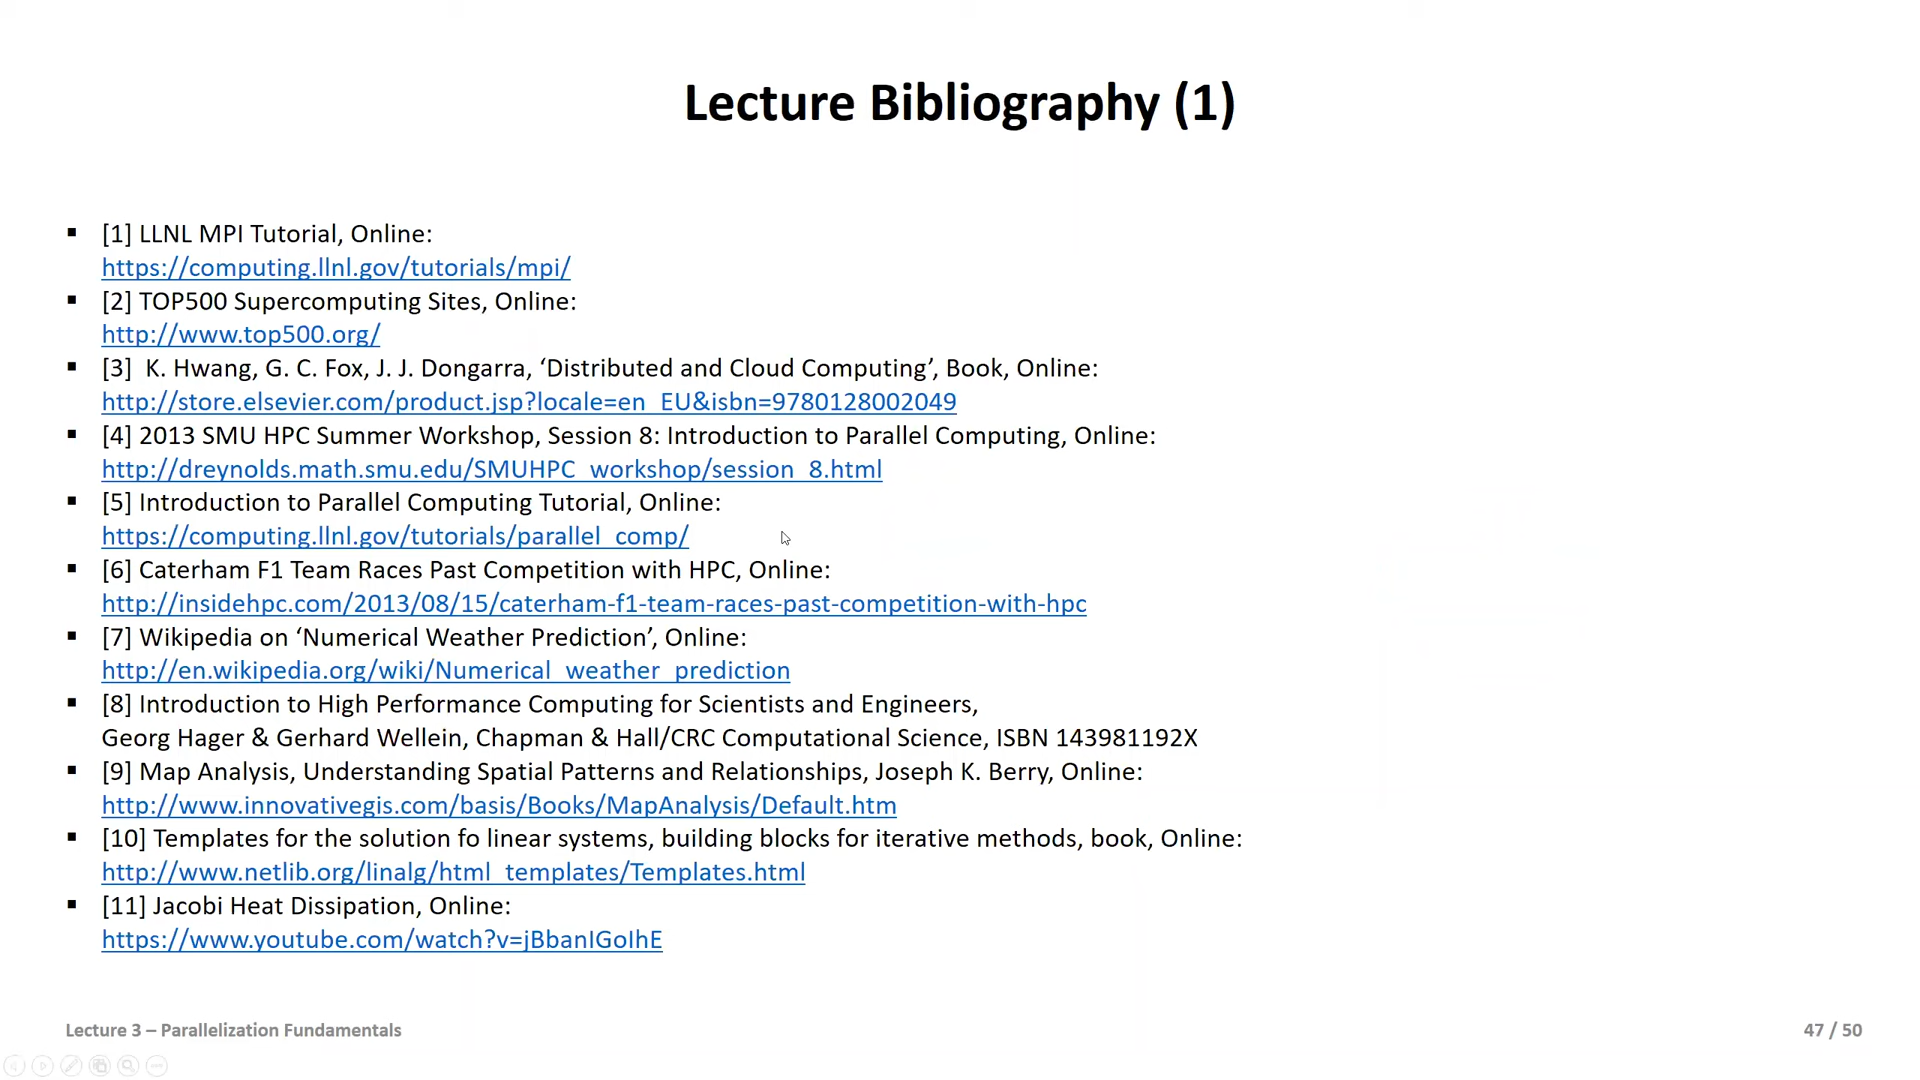 Lecture Bibliography (1)
▪ [1] LLNL MPI Tutorial, Online:
https://computing.llnl.gov/tutorials/mpi/
▪ [2] TOP500 Supercomputing Sites, Online:
http://www.top500.org/
▪ [3]  K. Hwang, G. C. Fox, J. J. Dongarra, ‘Distributed and Cloud Computing’, Book, Online:
http://store.elsevier.com/product.jsp?locale=en_EU&isbn=9780128002049
▪ [4] 2013 SMU HPC Summer Workshop, Session 8: Introduction to Parallel Computing, Online:
http://dreynolds.math.smu.edu/SMUHPC_workshop/session_8.html
▪ [5] Introduction to Parallel Computing Tutorial, Online:
https://computing.llnl.gov/tutorials/parallel_comp/
▪ [6] Caterham F1 Team Races Past Competition with HPC, Online:
http://insidehpc.com/2013/08/15/caterham-f1-team-races-past-competition-with-hpc
▪ [7] Wikipedia on ‘Numerical Weather Prediction’, Online:
http://en.wikipedia.org/wiki/Numerical_weather_prediction
▪ [8] Introduction to High Performance Computing for Scientists and Engineers,
Georg Hager & Gerhard Wellein, Chapman & Hall/CRC Computational Science, ISBN 143981192X
▪ [9] Map Analysis, Understanding Spatial Patterns and Relationships, Joseph K. Berry, Online:
http://www.innovativegis.com/basis/Books/MapAnalysis/Default.htm
▪ [10] Templates for the solution fo linear systems, building blocks for iterative methods, book, Online:
http://www.netlib.org/linalg/html_templates/Templates.html
▪ [11] Jacobi Heat Dissipation, Online:
https://www.youtube.com/watch?v=jBbanIGoIhE
Lecture 3 – Parallelization Fundamentals
47 / 50